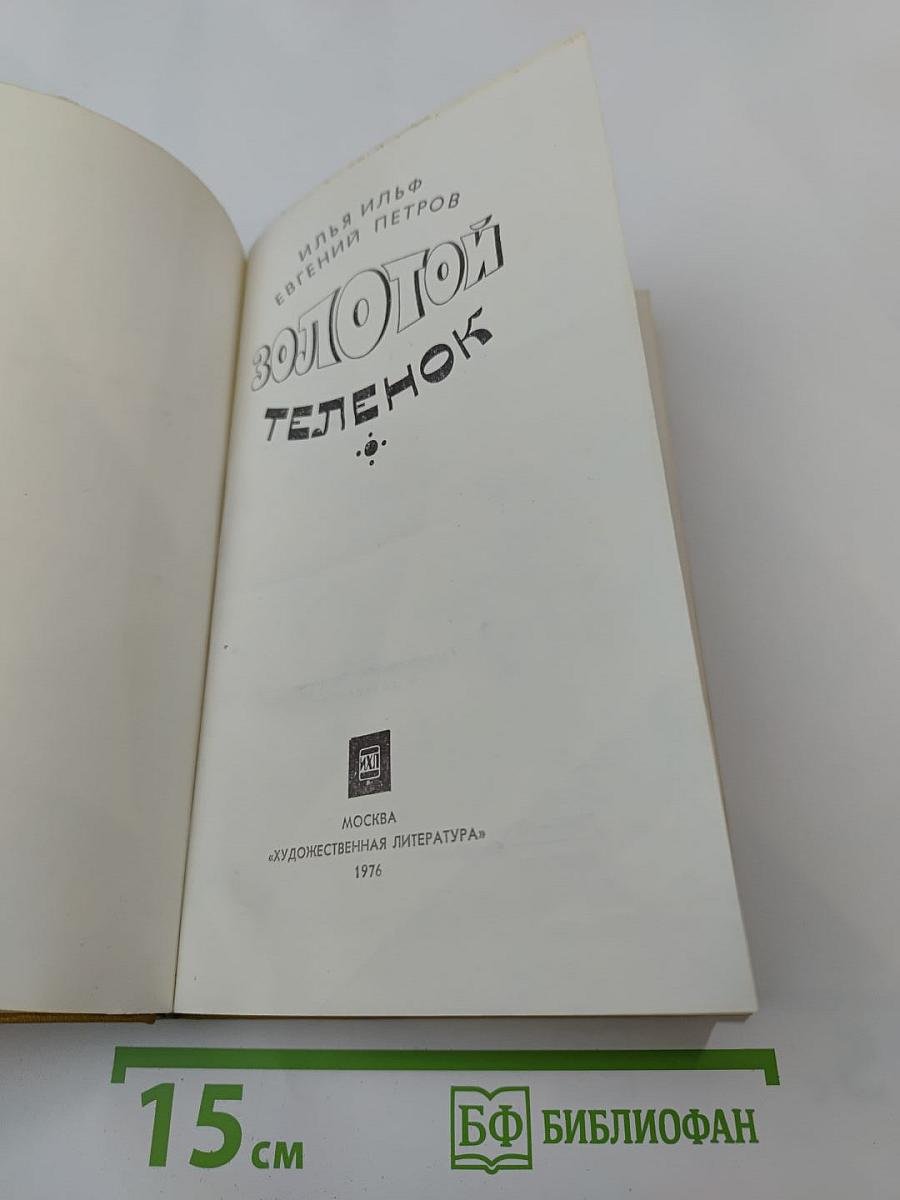 ИЛЬЯ ИЛЬФ
ЕВГЕНИЙ ПЕТРОВ
ЗОЛОТОЙ
ТЕЛЕНОК
ИХЛ
МОСКВА
«ХУДОЖЕСТВЕННАЯ ЛИТЕРАТУРА»
1976
15 см
БФ БИБЛИОФАН